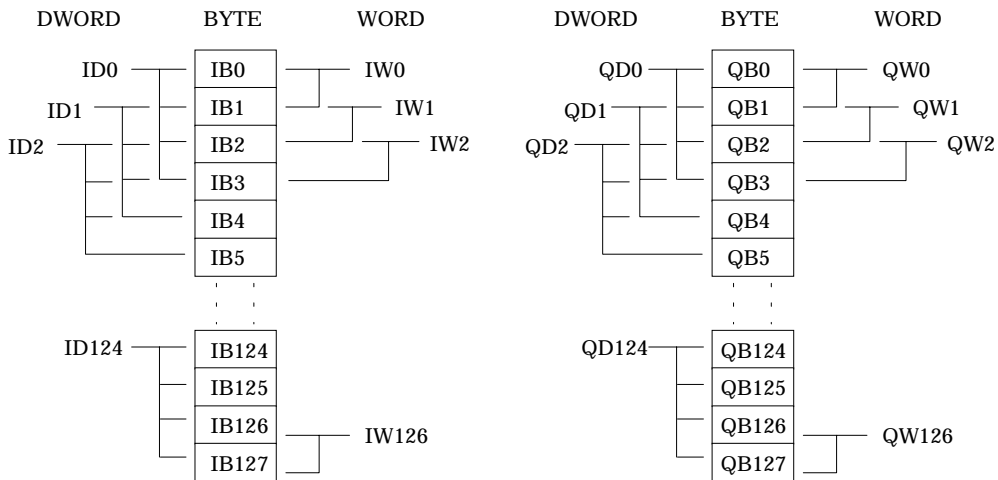 DWORD BYTE WORD DWORD BYTE WORD
ID0 IB0 IW0 QD0 QB0 QW0
ID1 IB1 IW1 QD1 QB1 QW1
ID2 IB2 IW2 QD2 QB2 QW2
IB3 QB3
IB4 QB4
IB5 QB5
ID124 IB124 QD124 QB124
IB125 QB125
IB126 IW126 QB126 QW126
IB127 QB127